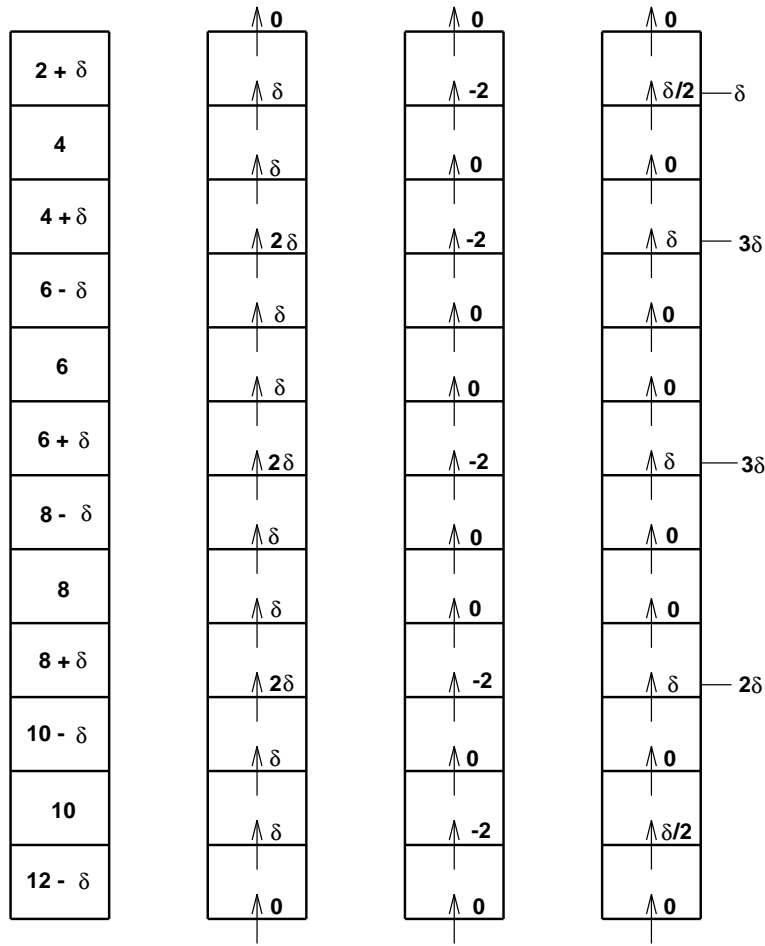 0 0 0
2 + δ
δ -2 δ/2 δ
4
δ 0 0
4 + δ
2δ -2 δ 3δ
6 - δ
δ 0 0
6
δ 0 0
6 + δ
2δ -2 δ 3δ
8 - δ
δ 0 0
8
δ 0 0
8 + δ
2δ -2 δ 2δ
10 - δ
δ 0 0
10
δ -2 δ/2
12 - δ
0 0 0